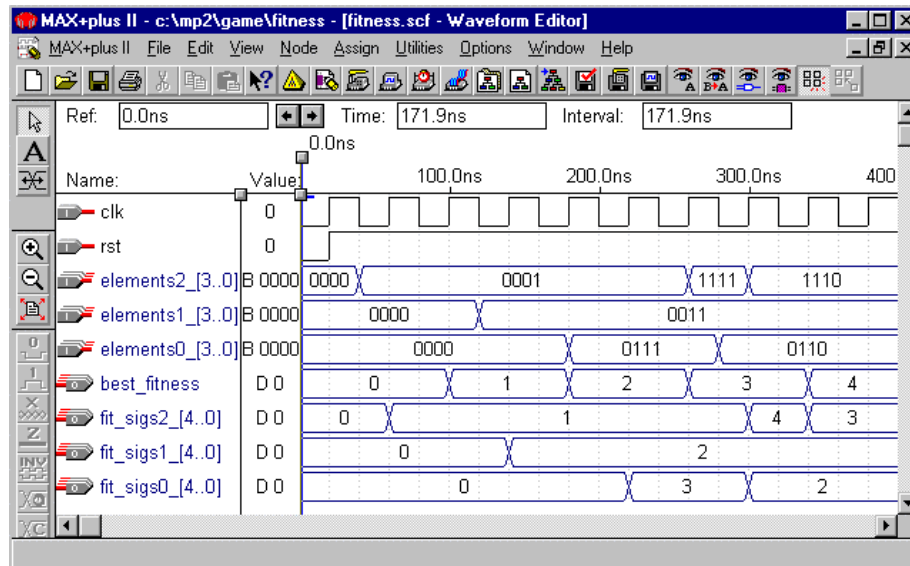 MAX+plus II - c:\mp2\game\fitness - [fitness.scf - Waveform Editor]
MAX+plus II File Edit View Node Assign Utilities Options Window Help
Ref: 0.0ns Time: 171.9ns Interval: 171.9ns
0.0ns
Name: Value: 100.0ns 200.0ns 300.0ns 400
clk 0
rst 0
elements2_[3..0] B 0000 0000 0001 1111 1110
elements1_[3..0] B 0000 0000 0011
elements0_[3..0] B 0000 0000 0111 0110
best_fitness D 0 0 1 2 3 4
fit_sigs2_[4..0] D 0 0 1 4 3
fit_sigs1_[4..0] D 0 0 2
fit_sigs0_[4..0] D 0 0 3 2